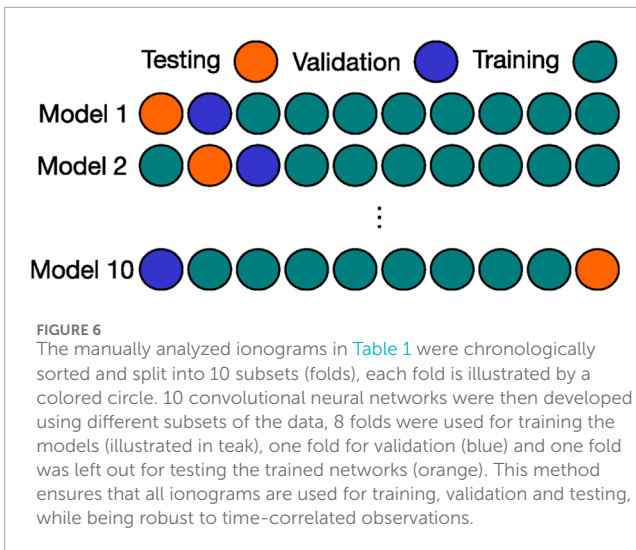 Testing Validation Training
Model 1
Model 2
⋮
Model 10
FIGURE 6
The manually analyzed ionograms in Table 1 were chronologically
sorted and split into 10 subsets (folds), each fold is illustrated by a
colored circle. 10 convolutional neural networks were then developed
using different subsets of the data, 8 folds were used for training the
models (illustrated in teak), one fold for validation (blue) and one fold
was left out for testing the trained networks (orange). This method
ensures that all ionograms are used for training, validation and testing,
while being robust to time-correlated observations.